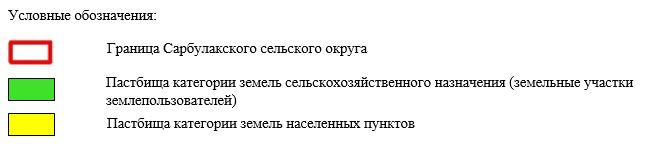 Условные обозначения:
Граница Сарбулакского сельского округа
Пастбища категории земель сельскохозяйственного назначения (земельные участки
землепользователей)
Пастбища категории земель населенных пунктов